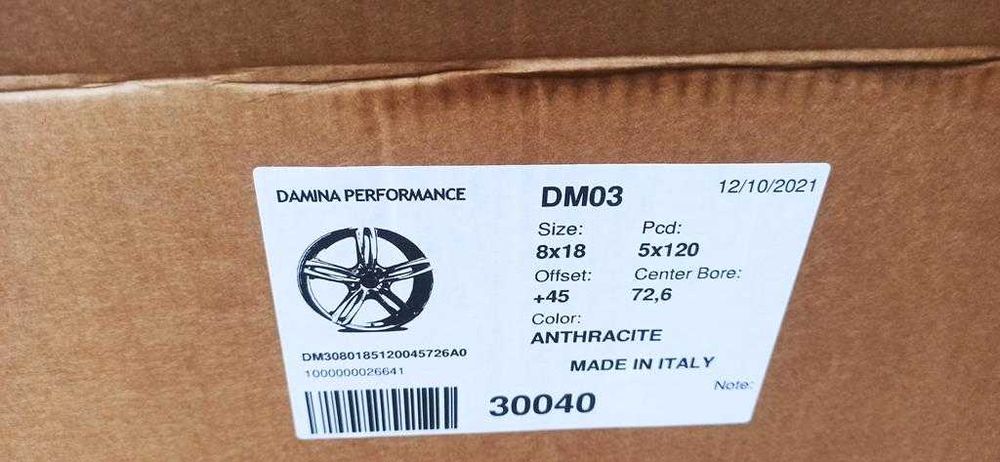 DAMINA PERFORMANCE
DM03
12/10/2021
Size: Pcd:
8x18 5x120
Offset: Center Bore:
+45 72,6
Color:
ANTHRACITE
MADE IN ITALY
Note:
DM3080185120045726A0
1000000026641
30040